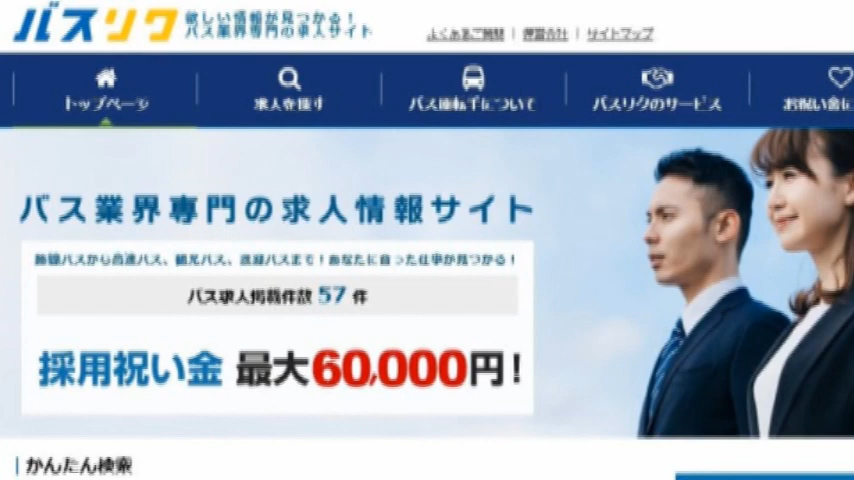 バスリク
欲しい情報が見つかる！
バス業界専門の求人サイト
よくあるご質問 | 運営会社 | サイトマップ
トップページ
求人を探す
バス運転手について
バスリクのサービス
お祝い金に
バス業界専門の求人情報サイト
路線バスから高速バス、観光バス、送迎バスまで！あなたに合った仕事が見つかる！
バス求人掲載件数 57 件
採用祝い金 最大60,000円！
かんたん検索